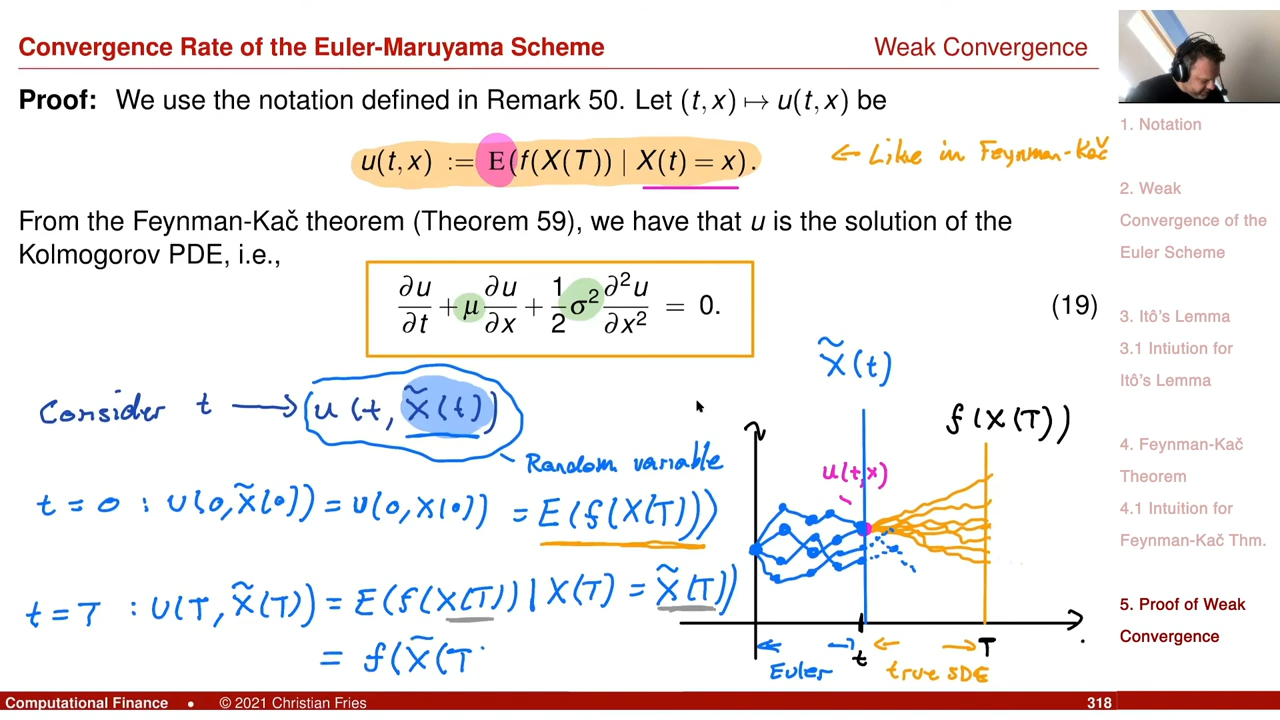 Convergence Rate of the Euler-Maruyama Scheme
Weak Convergence
Proof: We use the notation defined in Remark 50. Let (t, x) ↦ u(t, x) be
u(t, x) := E(f(X(T)) | X(t) = x).
← Like in Feynman-Kač
From the Feynman-Kač theorem (Theorem 59), we have that u is the solution of the
Kolmogorov PDE, i.e.,
∂u/∂t + μ ∂u/∂x + 1/2 σ² ∂²u/∂x² = 0.
(19)
Consider t → u(t, X̃(t))
Random variable
t = 0 : u(0, X̃(0)) = u(0, X(0)) = E(f(X(T)))
t = T : u(T, X̃(T)) = E(f(X(T)) | X(T) = X̃(T))
= f(X̃(T
X̃(t)
f(X(T))
u(t,x)
t
T
Euler
true SDE
1. Notation
2. Weak
Convergence of the
Euler Scheme
3. Itô's Lemma
3.1 Intiution for
Itô's Lemma
4. Feynman-Kač
Theorem
4.1 Intuition for
Feynman-Kač Thm.
5. Proof of Weak
Convergence
Computational Finance • © 2021 Christian Fries
318